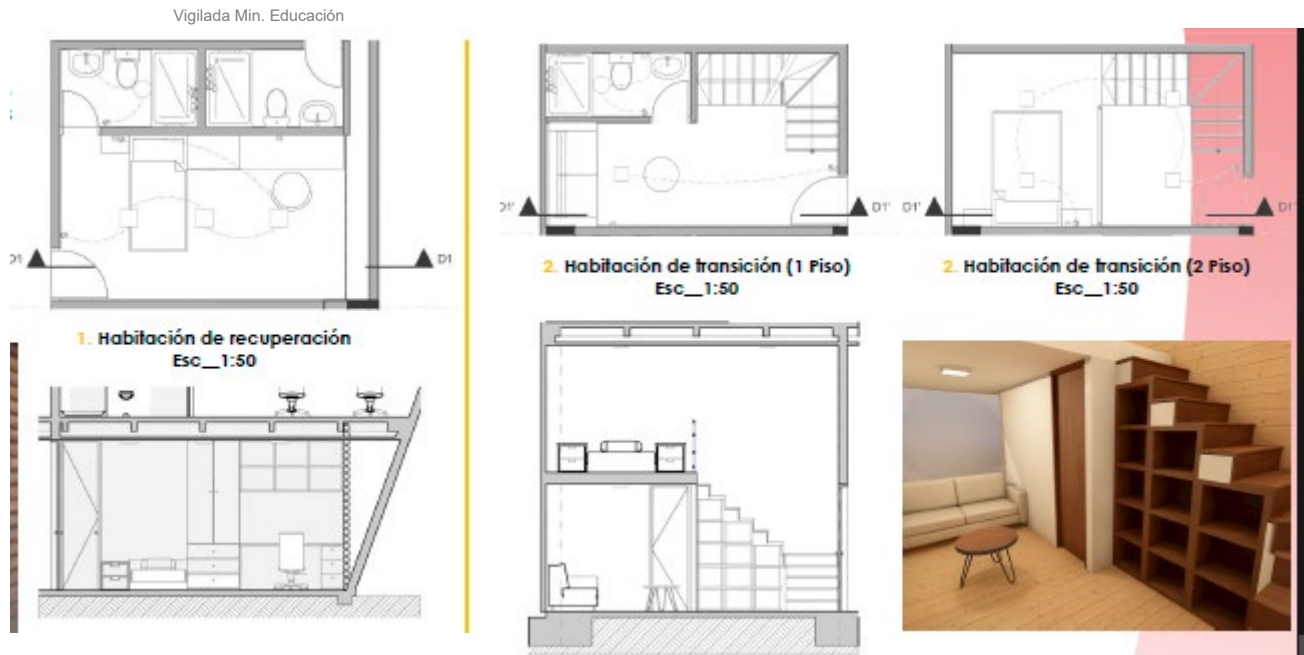 Vigilada Min. Educación
D1
D1
1. Habitación de recuperación
Esc__1:50
D1'
D1'
2. Habitación de transición (1 Piso)
Esc__1:50
D1'
D1'
2. Habitación de transición (2 Piso)
Esc__1:50